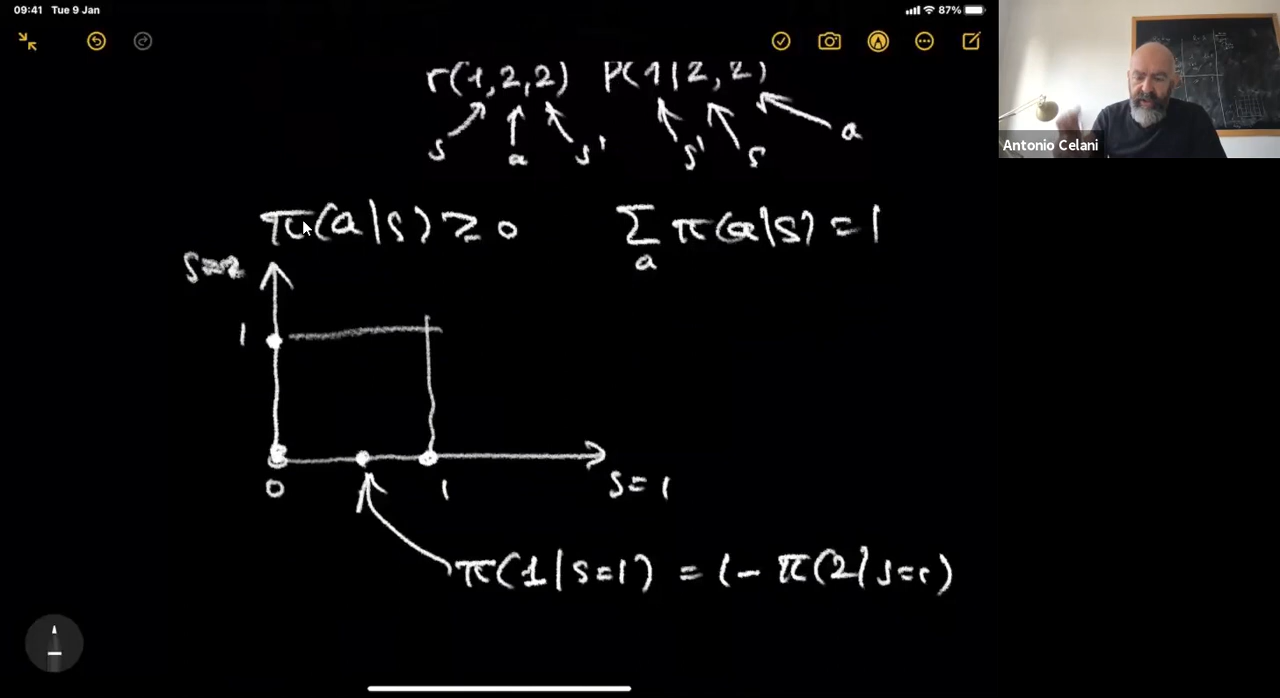 09:41 Tue 9 Jan 87%
r(1,2,2) P(1|2,2)
s a s' s' s a
π(a|s) ≥ 0 ∑ π(a|s) = 1
a
s=2
1
0 1 s=1
π(1|s=1) = 1 - π(2|s=1)
Antonio Celani